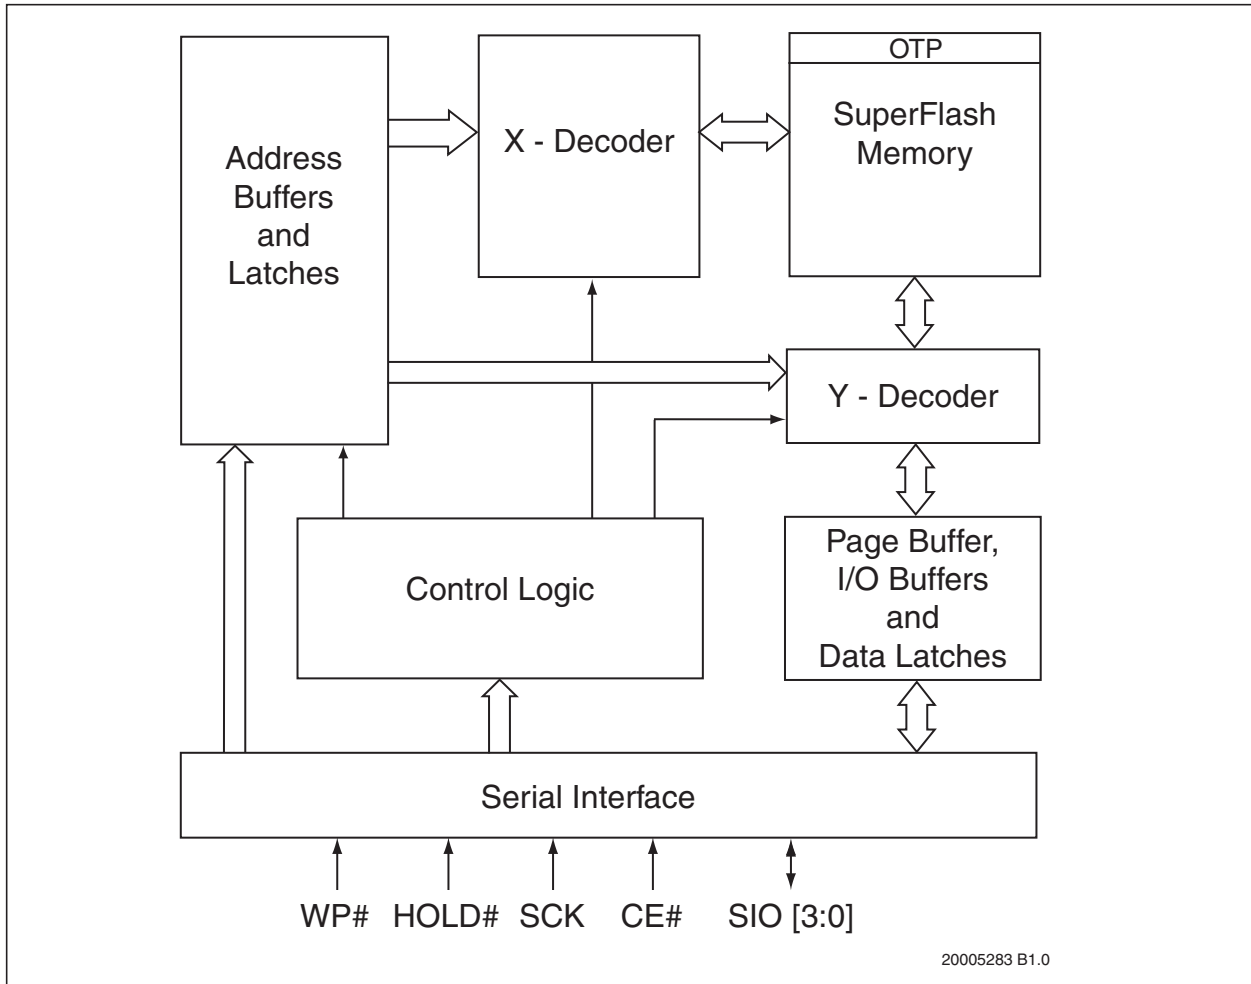 OTP
SuperFlash
Memory
X - Decoder
Address
Buffers
and
Latches
Y - Decoder
Page Buffer,
I/O Buffers
and
Data Latches
Control Logic
Serial Interface
WP# HOLD# SCK CE# SIO [3:0]
20005283 B1.0